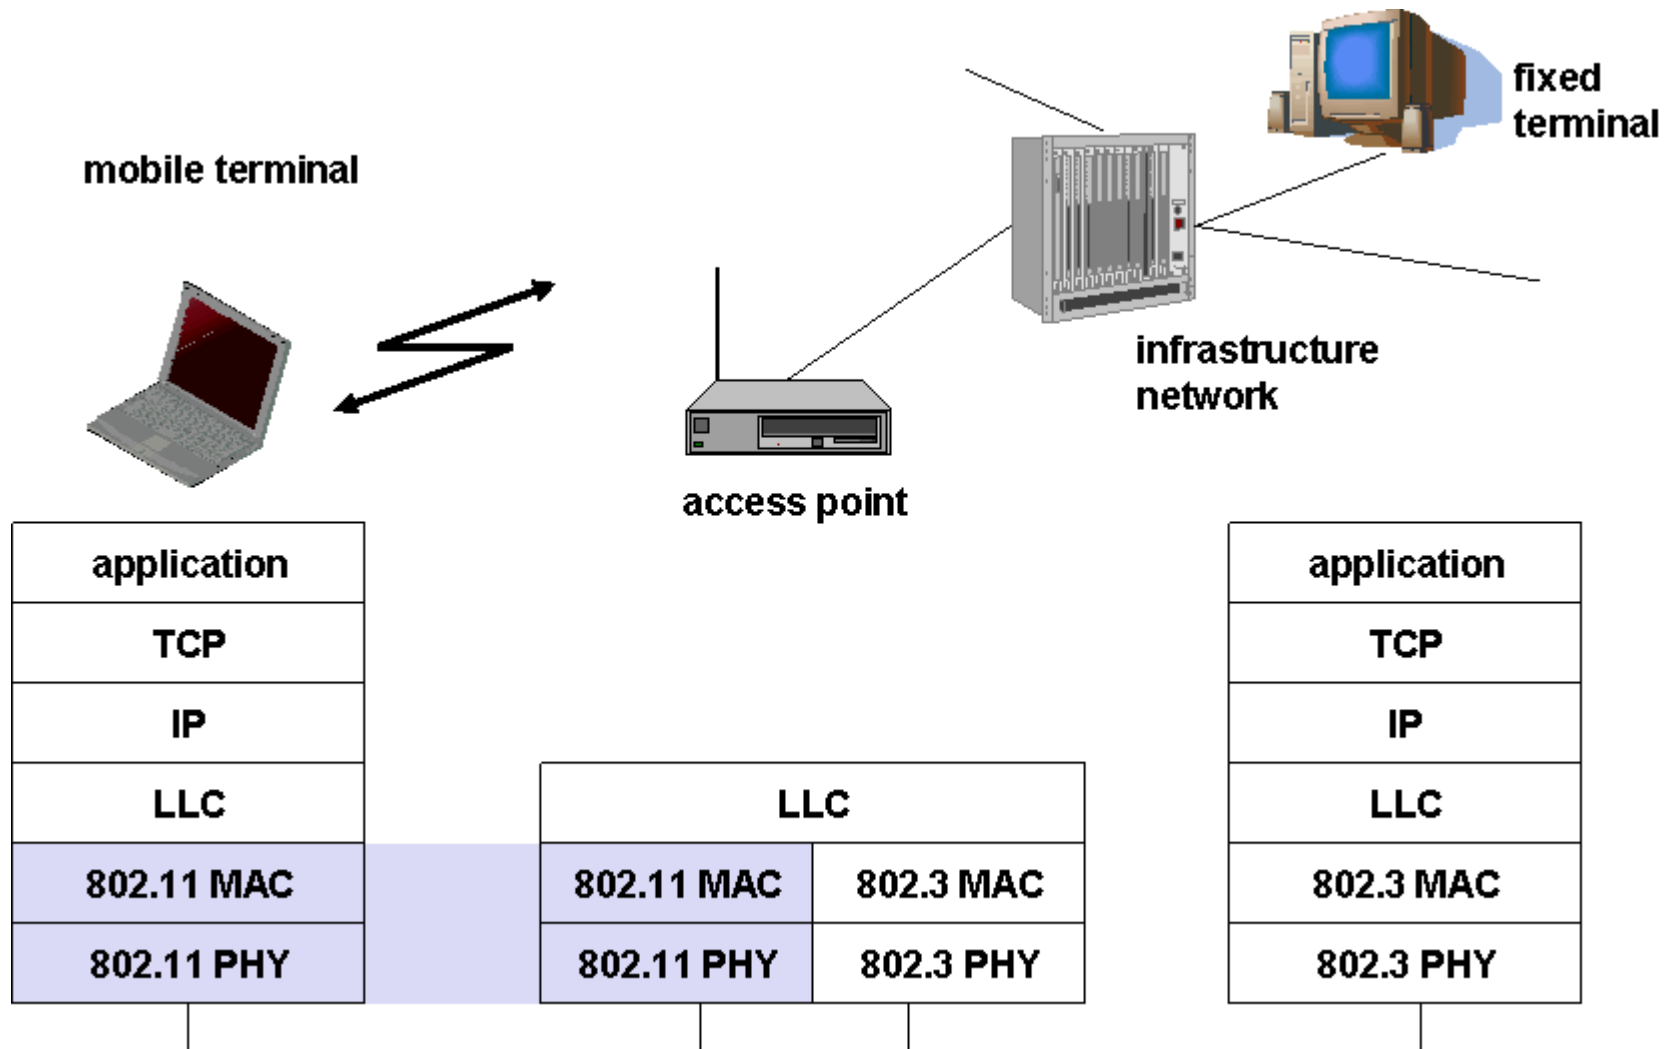 fixed
terminal
mobile terminal
infrastructure
network
access point
application
TCP
IP
LLC
802.11 MAC
802.11 PHY
LLC
802.11 MAC
802.3 MAC
802.11 PHY
802.3 PHY
application
TCP
IP
LLC
802.3 MAC
802.3 PHY